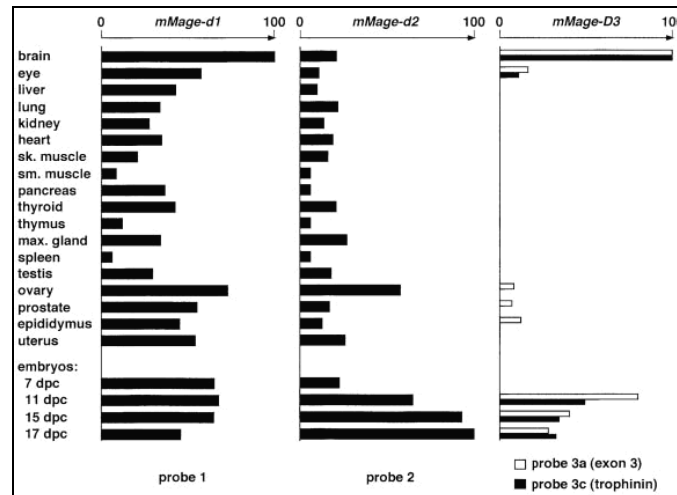 mMage-d1 mMage-d2 mMage-D3
0 100 0 100 0 100
brain
eye
liver
lung
kidney
heart
sk. muscle
sm. muscle
pancreas
thyroid
thymus
max. gland
spleen
testis
ovary
prostate
epididymus
uterus
embryos:
7 dpc
11 dpc
15 dpc
17 dpc
probe 1 probe 2
probe 3a (exon 3)
probe 3c (trophinin)